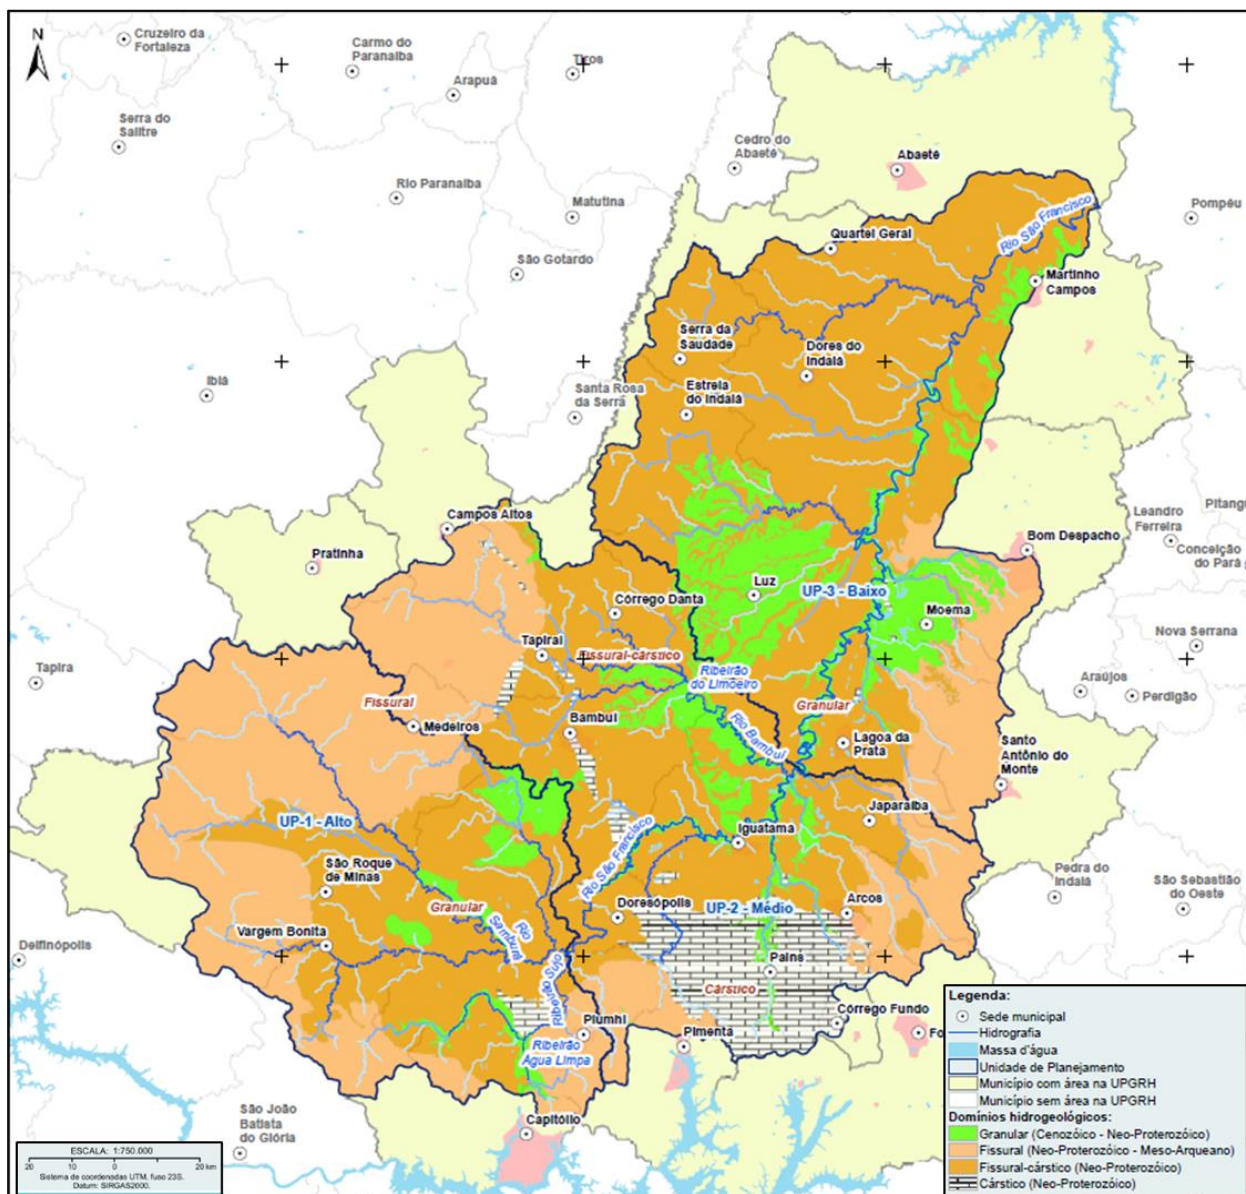 N
Cruzeiro da
Fortaleza
Carmo do
Paranaíba
Tiros
Arapuá
Serra do
Salitre
Cedro do
Abaeté
Abaeté
Rio Paranaíba
Matutina
Pompéu
Rio São Francisco
Quartel Geral
São Gotardo
Martinho
Campos
Serra da
Saudade
Dores do
Indaiá
Ibiá
Santa Rosa
da Serra
Estrela
do Indaiá
Campos Altos
Leandro
Ferreira
Pitangu
Bom Despacho
Conceição
do Pará
Pratinha
Luz
UP-3 - Baixo
Córrego Danta
Moema
Nova Serrana
Tapiraí
Fissural-cárstico
Tapira
Ribeirão
do Limoeiro
Araújos
Perdigão
Fissural
Granular
Medeiros
Bambuí
Rio Bambuí
Lagoa da
Prata
Santo
Antônio do
Monte
Japaraíba
UP-1 - Alto
Rio São Francisco
Iguatama
São Roque
de Minas
Pedra do
Indaiá
São Sebastião
do Oeste
Granular
Doresópolis
UP-2 - Médio
Arcos
Rio
Samburá
Vargem Bonita
Delfinópolis
Ribeirão Sujo
Pains
Cárstico
Córrego Fundo
Piumhi
Pimenta
Fo
Ribeirão
Água Limpa
Capitólio
São João
Batista
do Glória
Legenda:
Sede municipal
Hidrografia
Massa d'água
Unidade de Planejamento
Município com área na UPGRH
Município sem área na UPGRH
Domínios hidrogeológicos:
Granular (Cenozóico - Neo-Proterozóico)
Fissural (Neo-Proterozóico - Meso-Arqueano)
Fissural-cárstico (Neo-Proterozóico)
Cárstico (Neo-Proterozóico)
ESCALA: 1:750.000
20 10 0 20 km
Sistema de coordenadas UTM, fuso 23S.
Datum: SIRGAS2000.